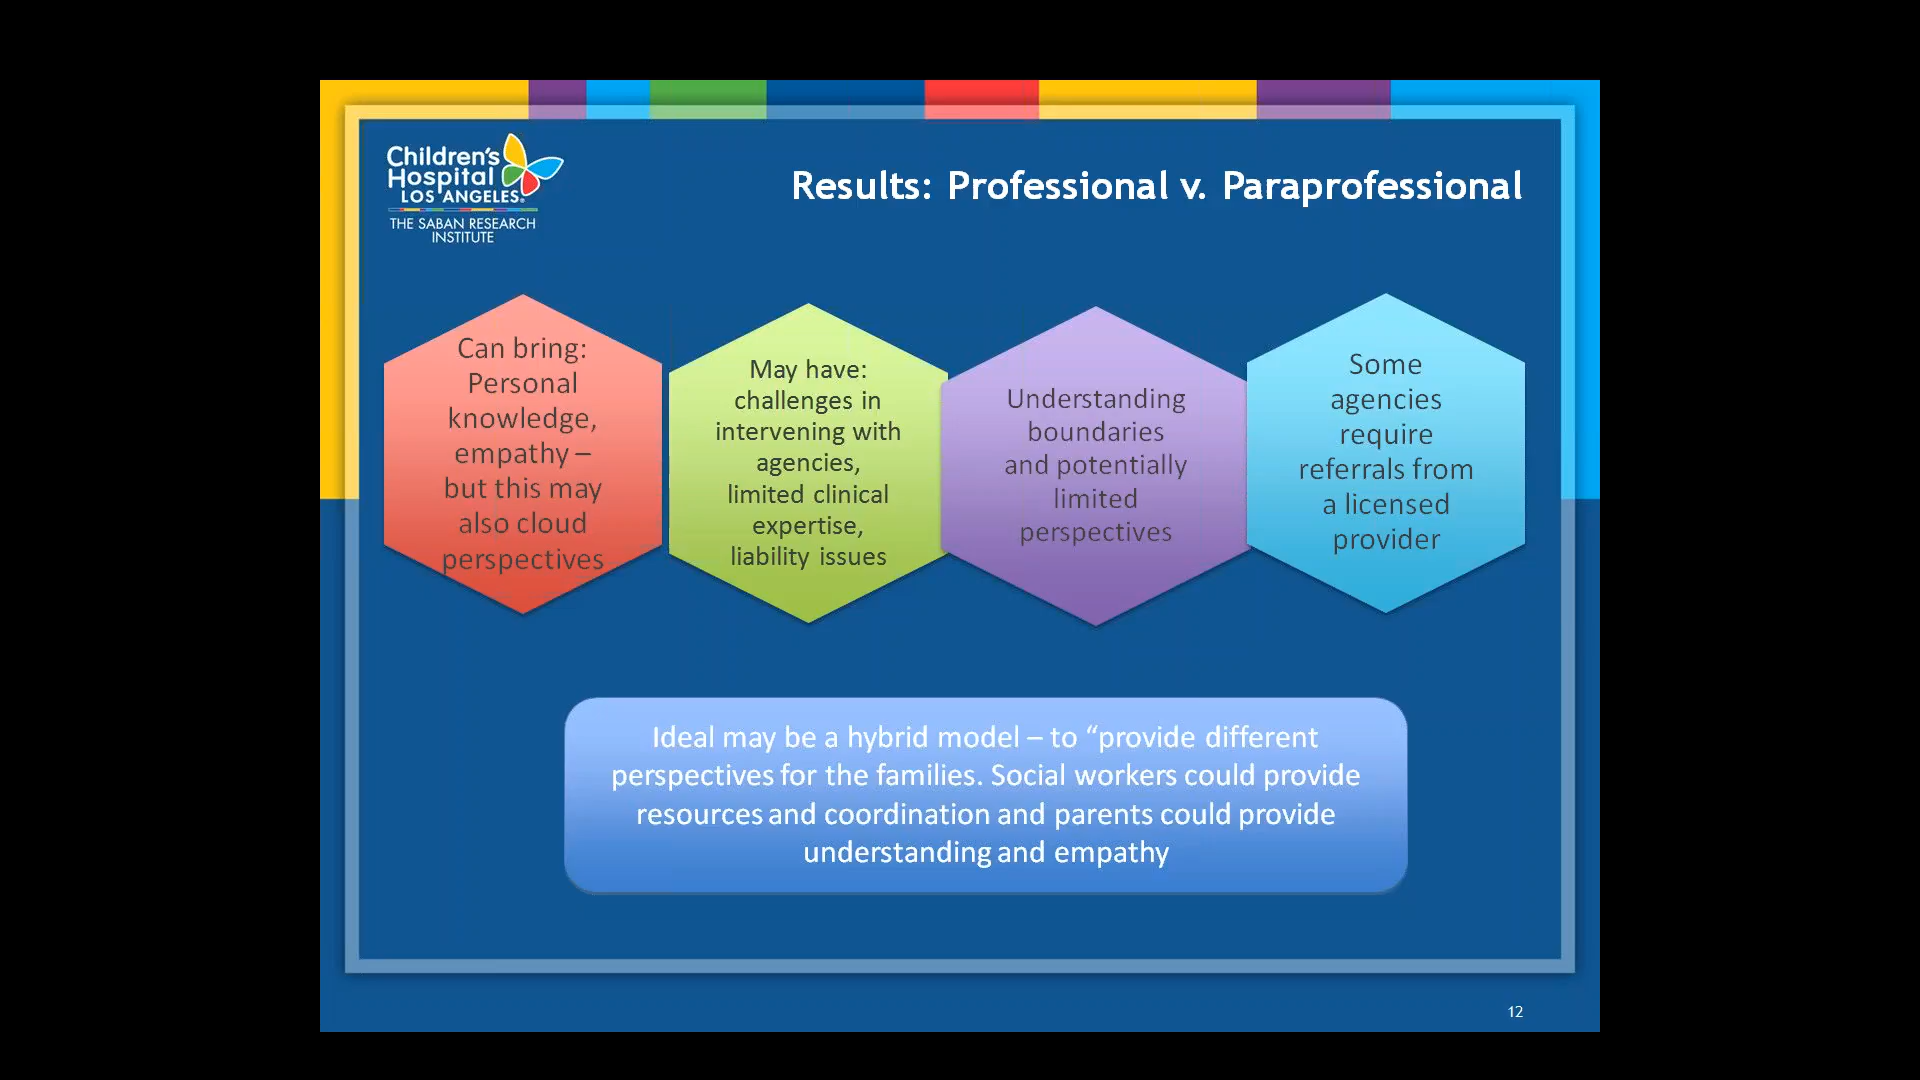 Children's
Hospital
LOS ANGELES®
THE SABAN RESEARCH
INSTITUTE
Results: Professional v. Paraprofessional
Can bring:
Personal
knowledge,
empathy –
but this may
also cloud
perspectives
May have:
challenges in
intervening with
agencies,
limited clinical
expertise,
liability issues
Understanding
boundaries
and potentially
limited
perspectives
Some
agencies
require
referrals from
a licensed
provider
Ideal may be a hybrid model – to “provide different
perspectives for the families. Social workers could provide
resources and coordination and parents could provide
understanding and empathy
12